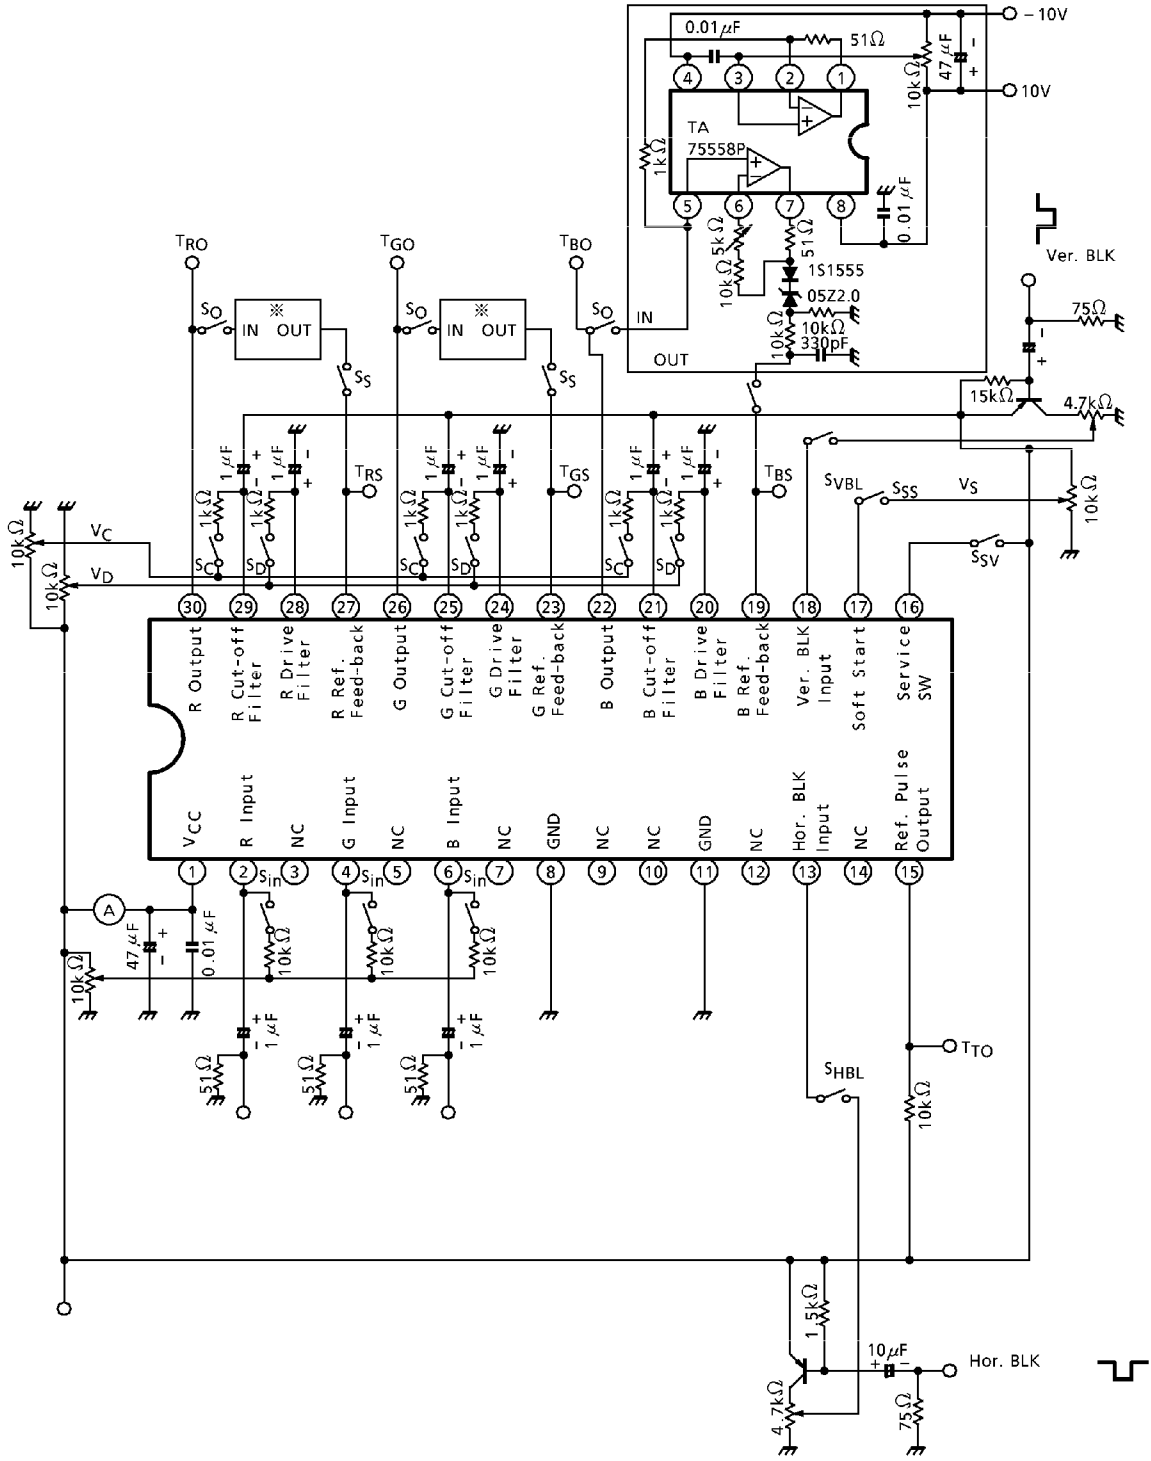 0.01μF
51Ω
47μF
-
+
10kΩ
-10V
10V
4
3
2
1
TA
75558P
1kΩ
5
6
7
8
0.01μF
5kΩ
10kΩ
51Ω
1S1555
05Z2.0
10kΩ
10kΩ
330pF
IN
OUT
TRO
TGO
TBO
SO
※
IN OUT
SS
SO
※
IN OUT
SS
SO
Ver. BLK
75Ω
-
+
15kΩ
4.7kΩ
1μF
+
-
1μF
-
+
TRS
1μF
+
-
1μF
-
+
TGS
1μF
+
-
1μF
-
+
TBS
SVBL
SSS
VS
10kΩ
SSV
1kΩ
1kΩ
1kΩ
1kΩ
1kΩ
1kΩ
SC
SD
SC
SD
SC
SD
10kΩ
VC
10kΩ
VD
30
29
28
27
26
25
24
23
22
21
20
19
18
17
16
R Output
R Cut-off
Filter
R Drive
Filter
R Ref.
Feed-back
G Output
G Cut-off
Filter
G Drive
Filter
G Ref.
Feed-back
B Output
B Cut-off
Filter
B Drive
Filter
B Ref.
Feed-back
Ver. BLK
Input
Soft Start
Service
SW
VCC
R Input
NC
G Input
NC
B Input
NC
GND
NC
NC
GND
NC
Hor. BLK
Input
NC
Ref. Pulse
Output
1
2
3
4
5
6
7
8
9
10
11
12
13
14
15
Sin
Sin
Sin
A
47μF
+
-
0.01μF
10kΩ
10kΩ
10kΩ
10kΩ
+
1μF
-
+
1μF
-
+
1μF
-
51Ω
51Ω
51Ω
TTO
SHBL
10kΩ
1.5kΩ
10μF
+
-
Hor. BLK
4.7kΩ
75Ω